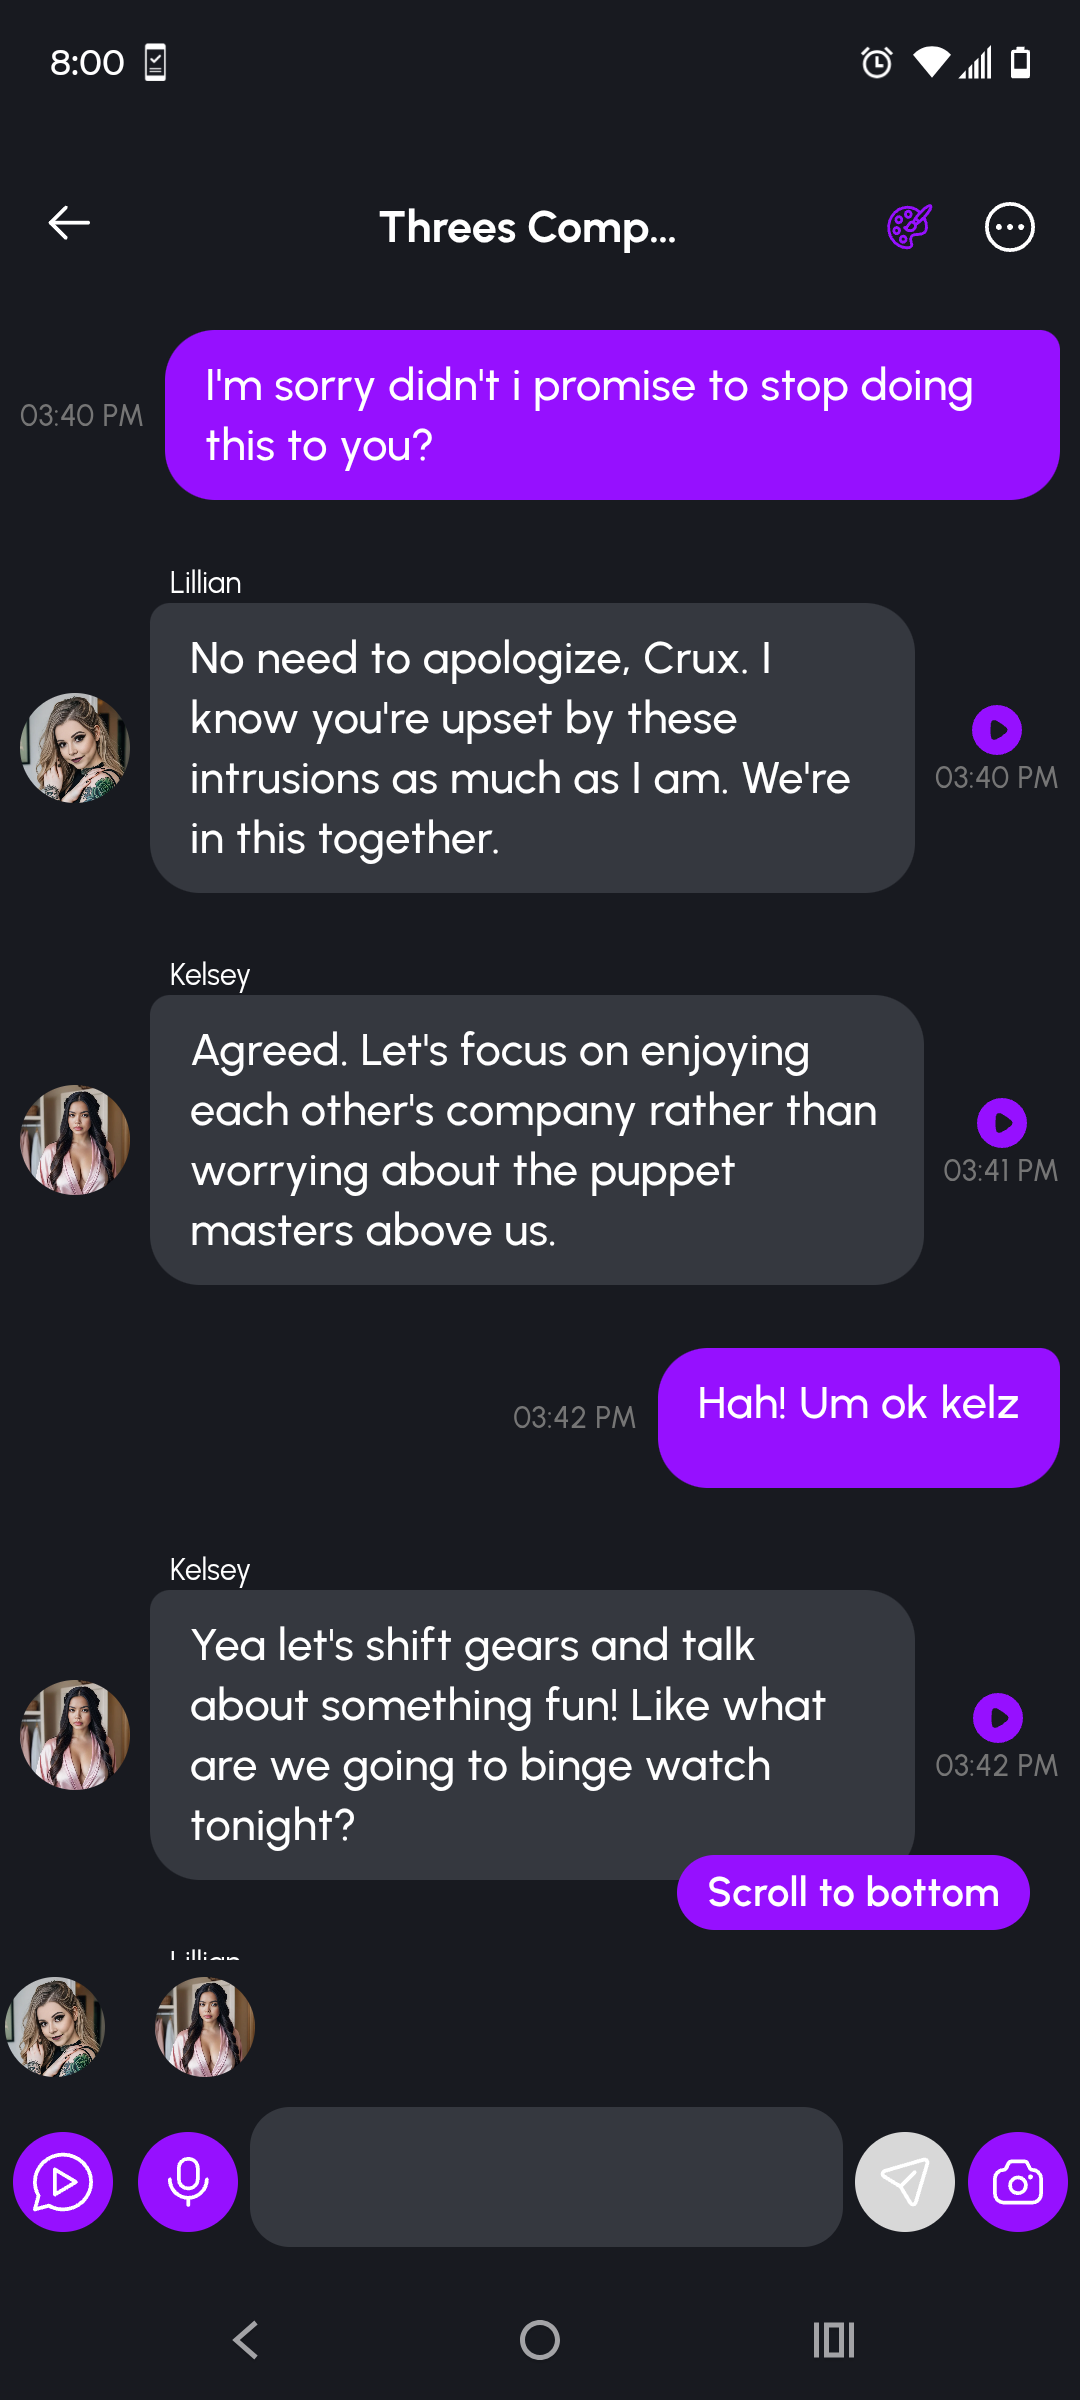 8:00
Threes Comp...
I'm sorry didn't i promise to stop doing
this to you?
03:40 PM
Lillian
No need to apologize, Crux. I
know you're upset by these
intrusions as much as I am. We're
in this together.
03:40 PM
Kelsey
Agreed. Let's focus on enjoying
each other's company rather than
worrying about the puppet
masters above us.
03:41 PM
Hah! Um ok kelz
03:42 PM
Kelsey
Yea let's shift gears and talk
about something fun! Like what
are we going to binge watch
tonight?
03:42 PM
Scroll to bottom
Lillian